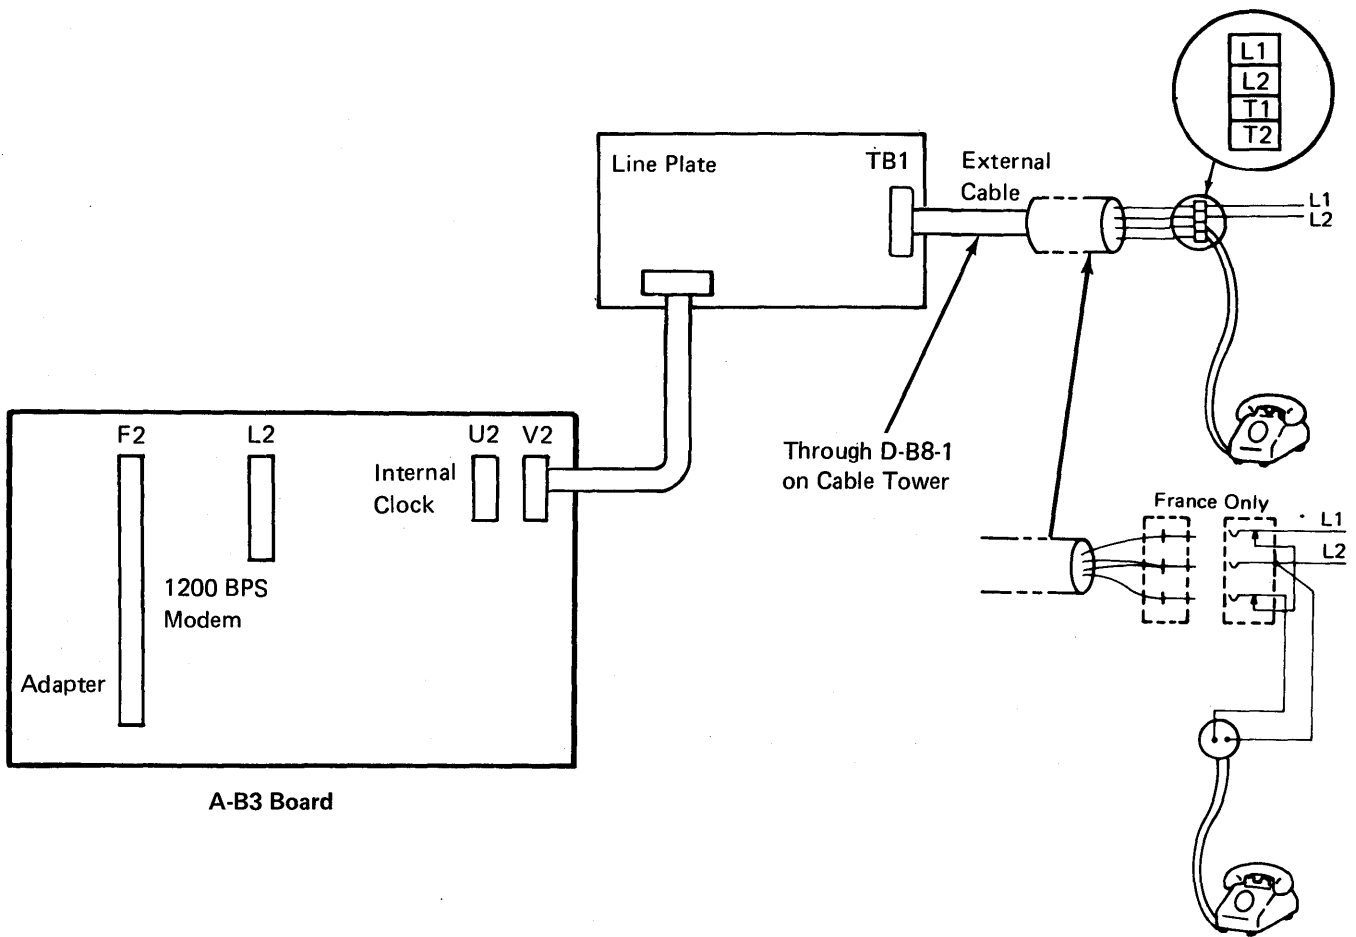 L1
L2
T1
T2
Line Plate
TB1
External
Cable
L1
L2
Through D-B8-1
on Cable Tower
F2
L2
U2
V2
Internal
Clock
1200 BPS
Modem
Adapter
A-B3 Board
France Only
L1
L2